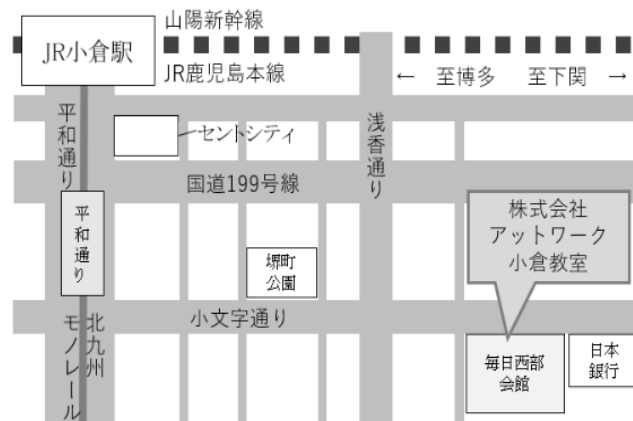 山陽新幹線
JR小倉駅
JR鹿児島本線
← 至博多 至下関 →
平和通り
セントシティ
浅香通り
国道199号線
平和通り
株式会社
アットワーク
小倉教室
堺町
公園
小文字通り
北九州
モノレール
毎日西部
会館
日本
銀行